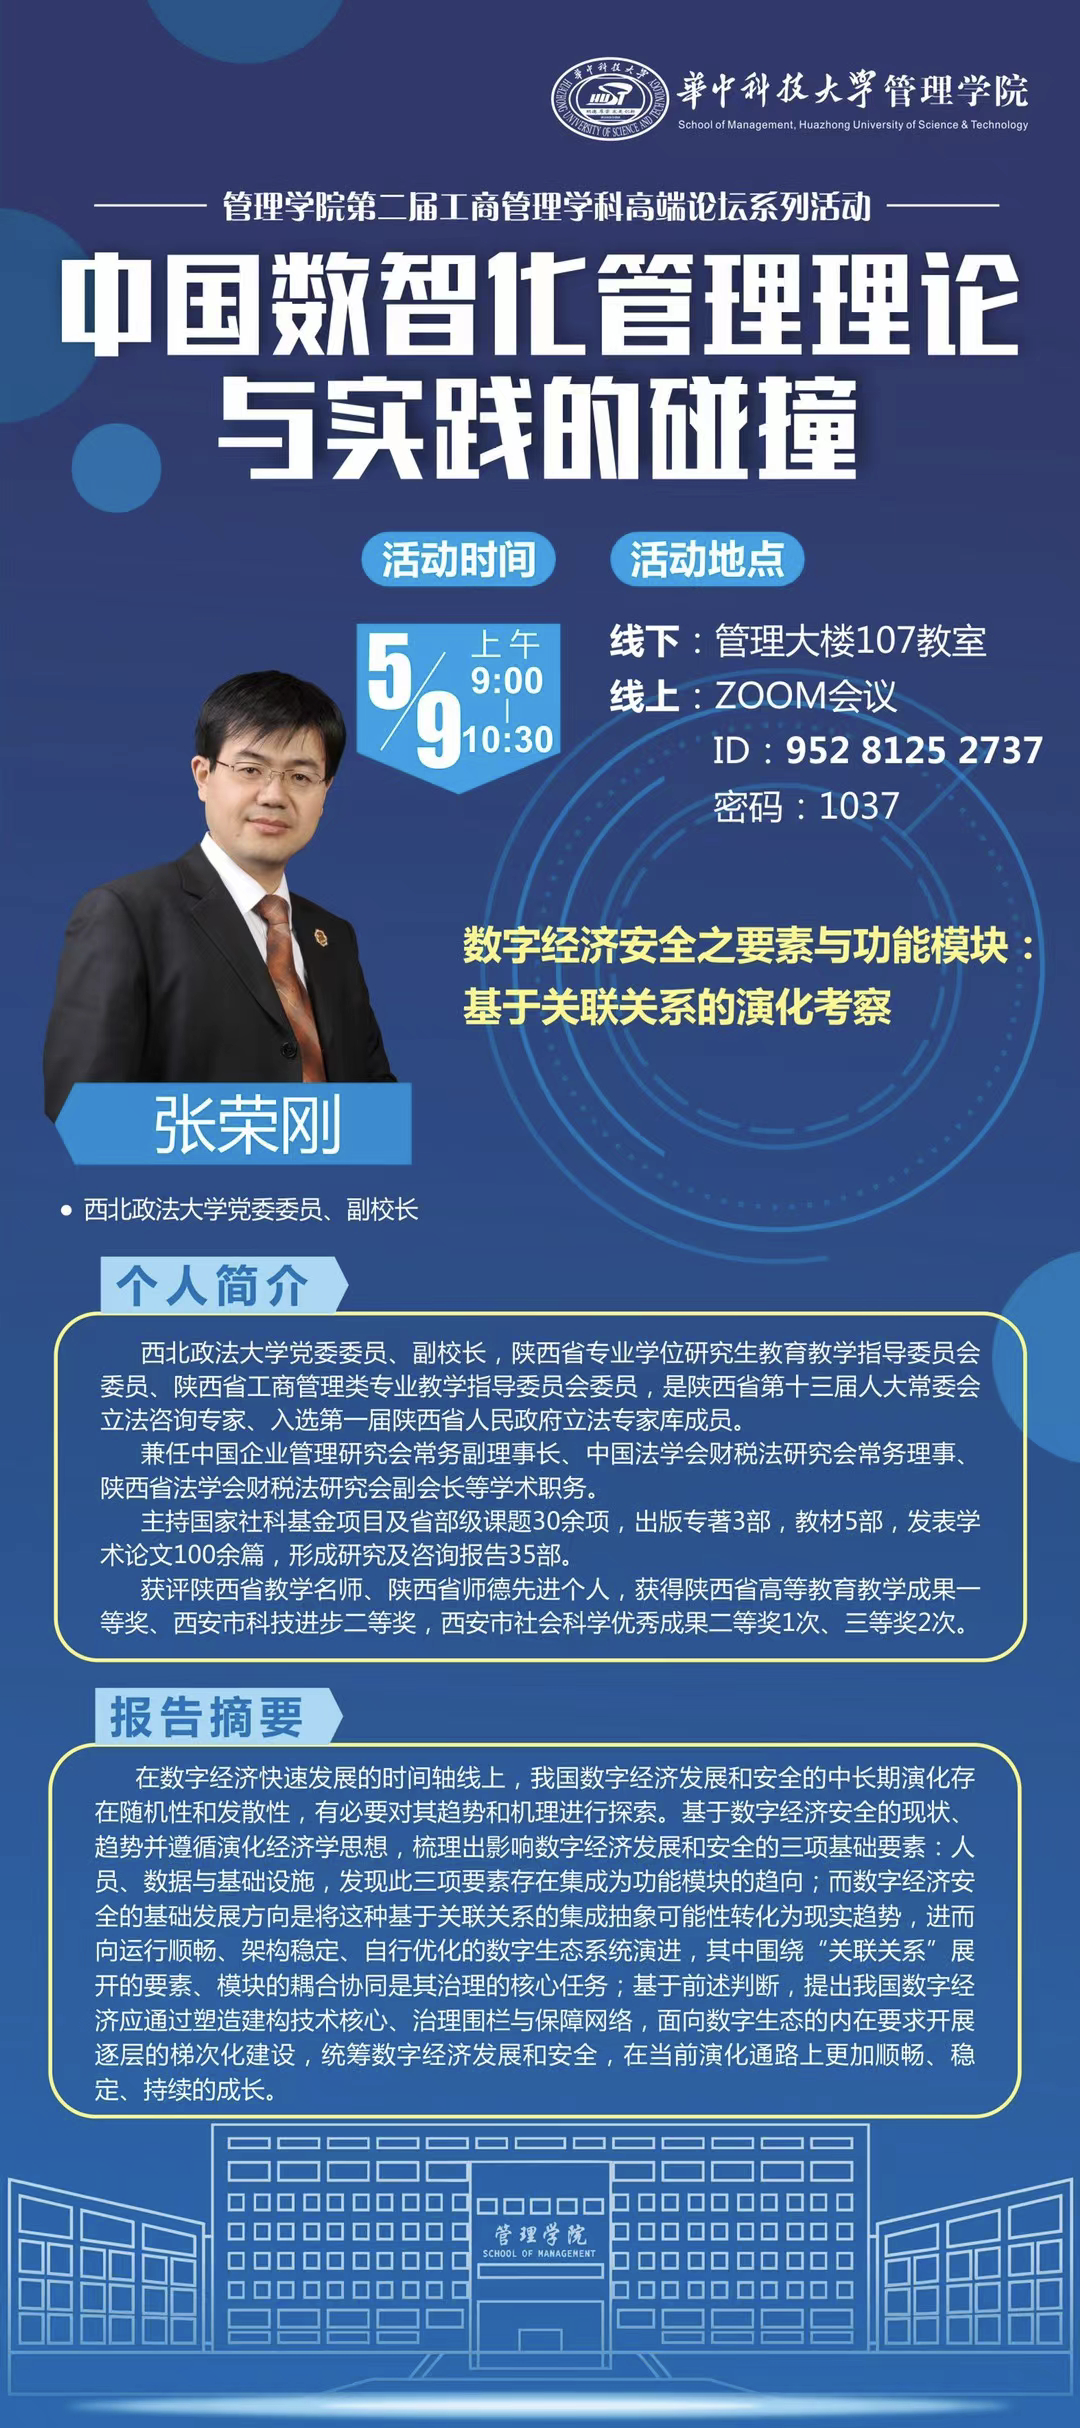 華中科技大学管理学院
School of Management, Huazhong University of Science & Technology
管理学院第二届工商管理学科高端论坛系列活动
中国数智化管理理论
与实践的碰撞
活动时间
活动地点
5/9
上午
9:00
10:30
线下：管理大楼107教室
线上：ZOOM会议
ID：952 8125 2737
密码：1037
数字经济安全之要素与功能模块：
基于关联关系的演化考察
张荣刚
● 西北政法大学党委委员、副校长
个人简介
西北政法大学党委委员、副校长，陕西省专业学位研究生教育教学指导委员会
委员、陕西省工商管理类专业教学指导委员会委员，是陕西省第十三届人大常委会
立法咨询专家、入选第一届陕西省人民政府立法专家库成员。
兼任中国企业管理研究会常务副理事长、中国法学会财税法研究会常务理事、
陕西省法学会财税法研究会副会长等学术职务。
主持国家社科基金项目及省部级课题30余项，出版专著3部，教材5部，发表学
术论文100余篇，形成研究及咨询报告35部。
获评陕西省教学名师、陕西省师德先进个人，获得陕西省高等教育教学成果一
等奖、西安市科技进步二等奖，西安市社会科学优秀成果二等奖1次、三等奖2次。
报告摘要
在数字经济快速发展的时间轴线上，我国数字经济发展和安全的中长期演化存
在随机性和发散性，有必要对其趋势和机理进行探索。基于数字经济安全的现状、
趋势并遵循演化经济学思想，梳理出影响数字经济发展和安全的三项基础要素：人
员、数据与基础设施，发现此三项要素存在集成为功能模块的趋向；而数字经济安
全的基础发展方向是将这种基于关联关系的集成抽象可能性转化为现实趋势，进而
向运行顺畅、架构稳定、自行优化的数字生态系统演进，其中围绕“关联关系”展
开的要素、模块的耦合协同是其治理的核心任务；基于前述判断，提出我国数字经
济应通过塑造建构技术核心、治理围栏与保障网络，面向数字生态的内在要求开展
逐层的梯次化建设，统筹数字经济发展和安全，在当前演化通路上更加顺畅、稳
定、持续的成长。
管理学院
SCHOOL OF MANAGEMENT